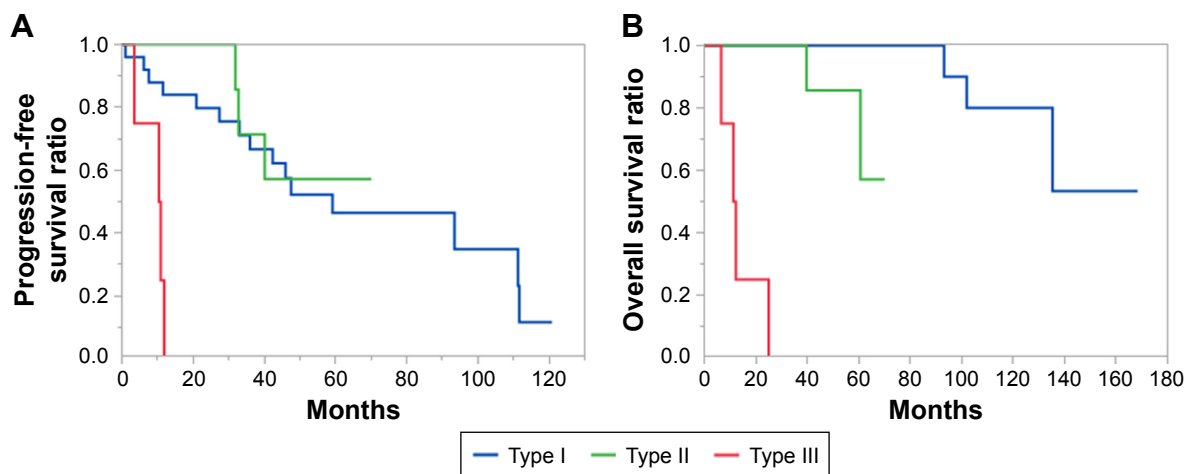 A
Progression-free
survival ratio
1.0
0.8
0.6
0.4
0.2
0.0
0 20 40 60 80 100 120
Months
B
Overall survival ratio
1.0
0.8
0.6
0.4
0.2
0.0
0 20 40 60 80 100 120 140 160 180
Months
Type I Type II Type III